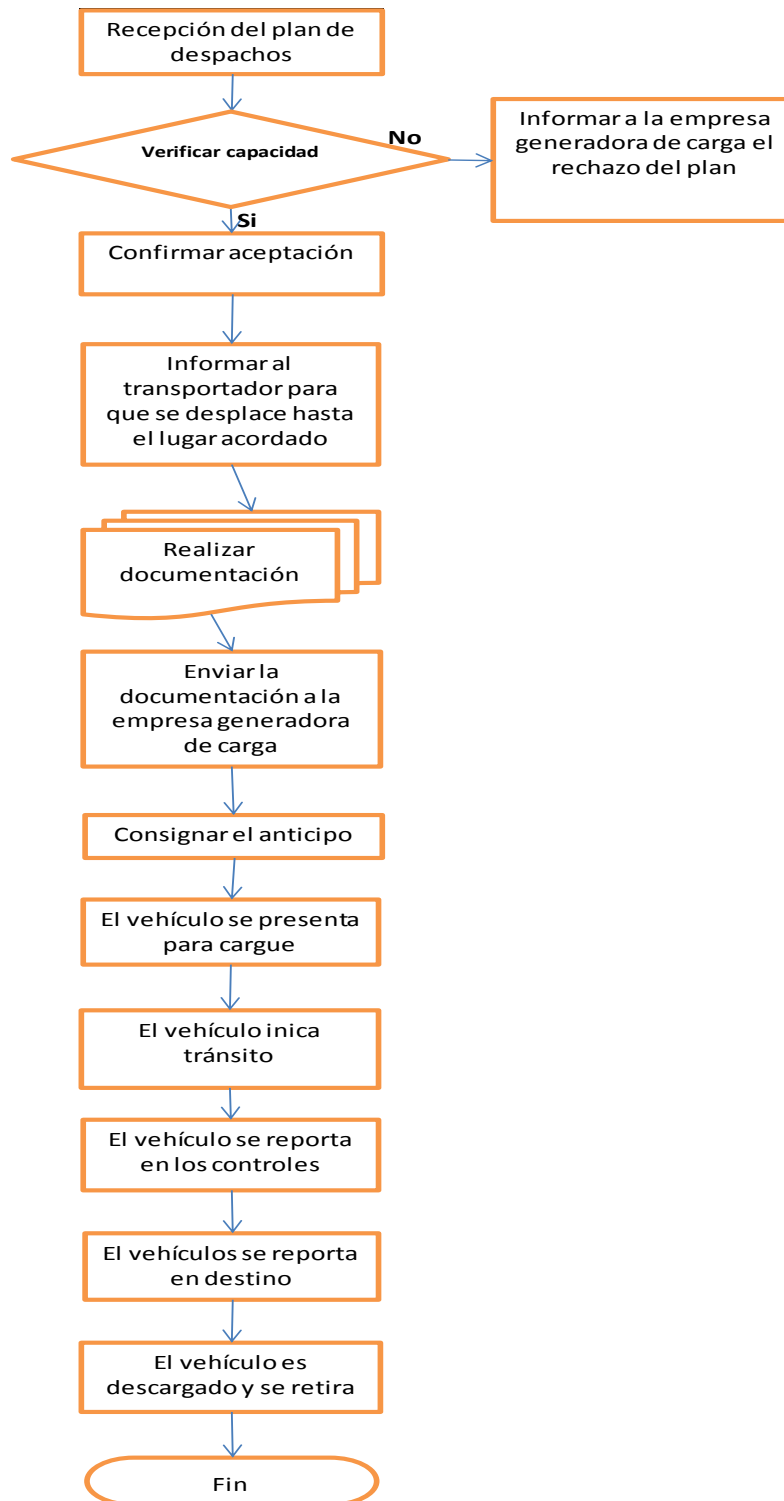 Recepción del plan de
despachos
Verificar capacidad
No
Informar a la empresa
generadora de carga el
rechazo del plan
Si
Confirmar aceptación
Informar al
transportador para
que se desplace hasta
el lugar acordado
Realizar
documentación
Enviar la
documentación a la
empresa generadora
de carga
Consignar el anticipo
El vehículo se presenta
para cargue
El vehículo inica
tránsito
El vehículo se reporta
en los controles
El vehículos se reporta
en destino
El vehículo es
descargado y se retira
Fin